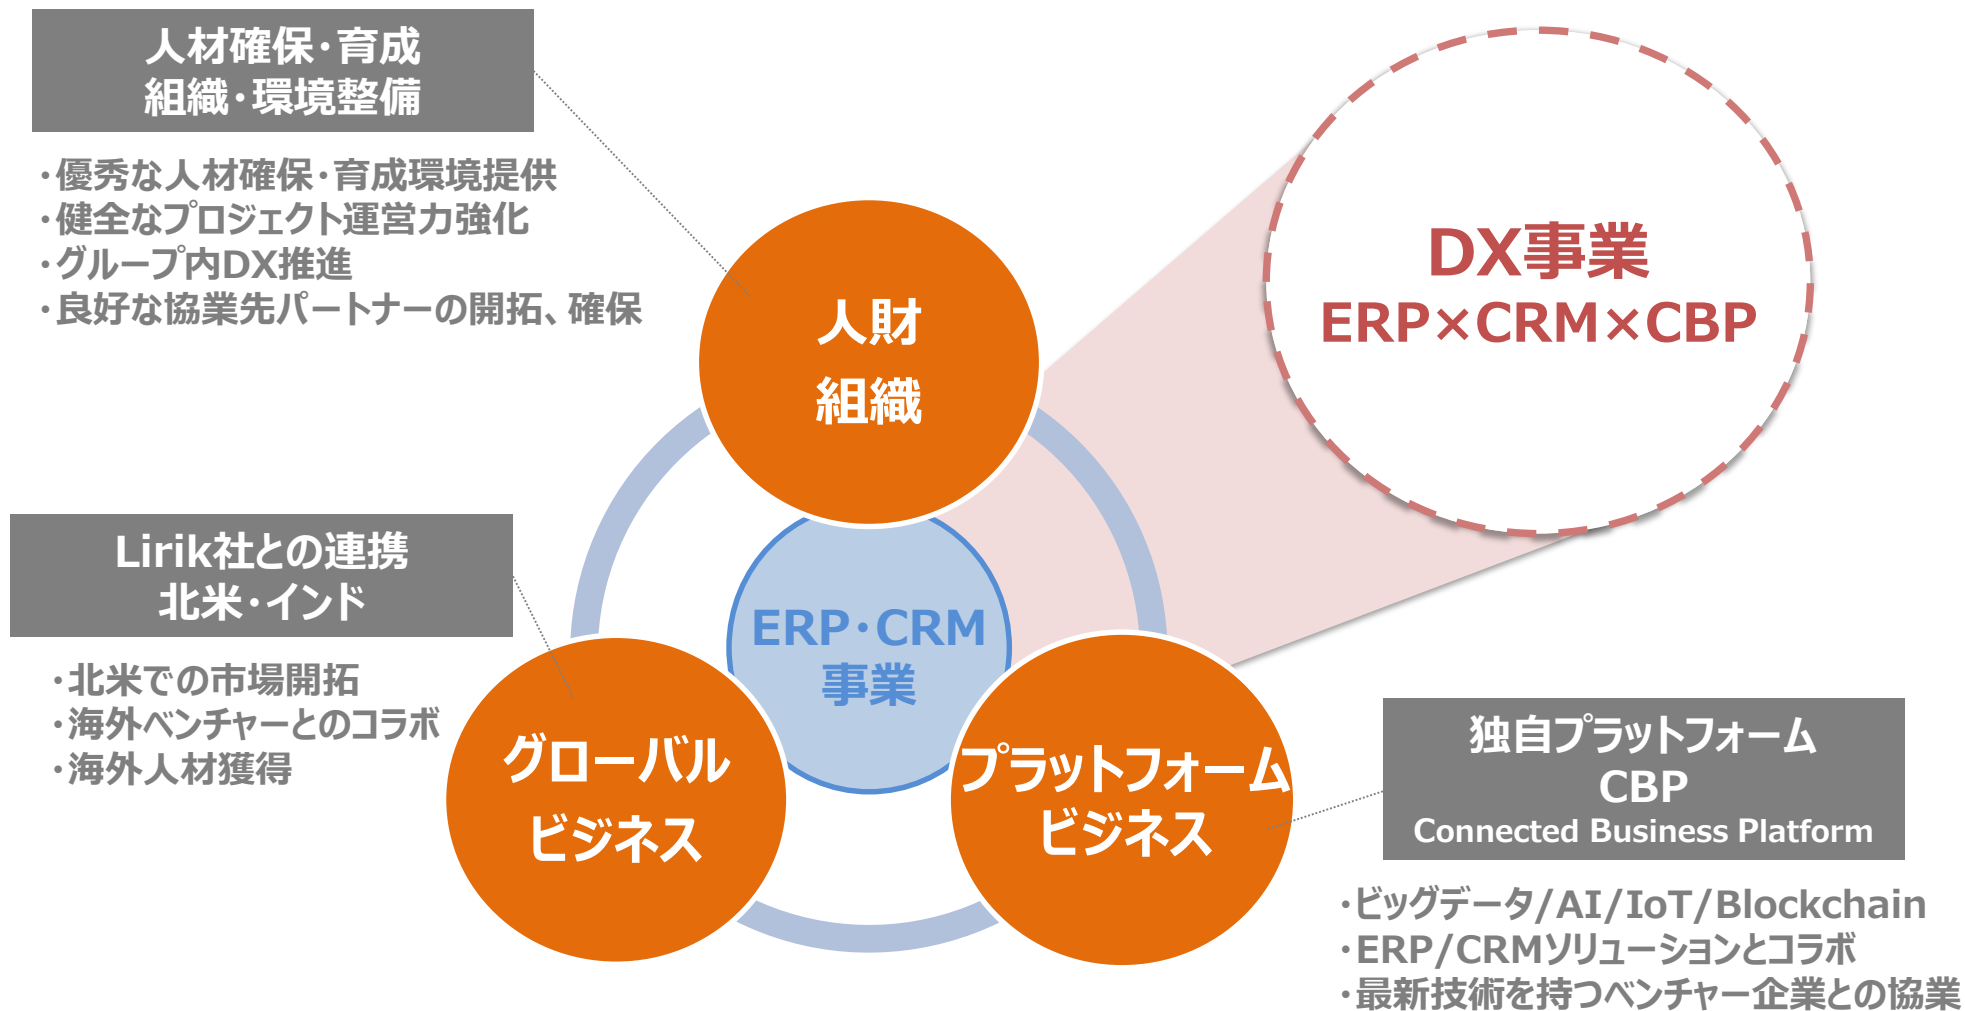 人材確保・育成
組織・環境整備
・優秀な人材確保・育成環境提供
・健全なプロジェクト運営力強化
・グループ内DX推進
・良好な協業先パートナーの開拓、確保
人財
組織
DX事業
ERP×CRM×CBP
Lirik社との連携
北米・インド
・北米での市場開拓
・海外ベンチャーとのコラボ
・海外人材獲得
ERP・CRM
事業
グローバル
ビジネス
プラットフォーム
ビジネス
独自プラットフォーム
CBP
Connected Business Platform
・ビッグデータ/AI/IoT/Blockchain
・ERP/CRMソリューションとコラボ
・最新技術を持つベンチャー企業との協業